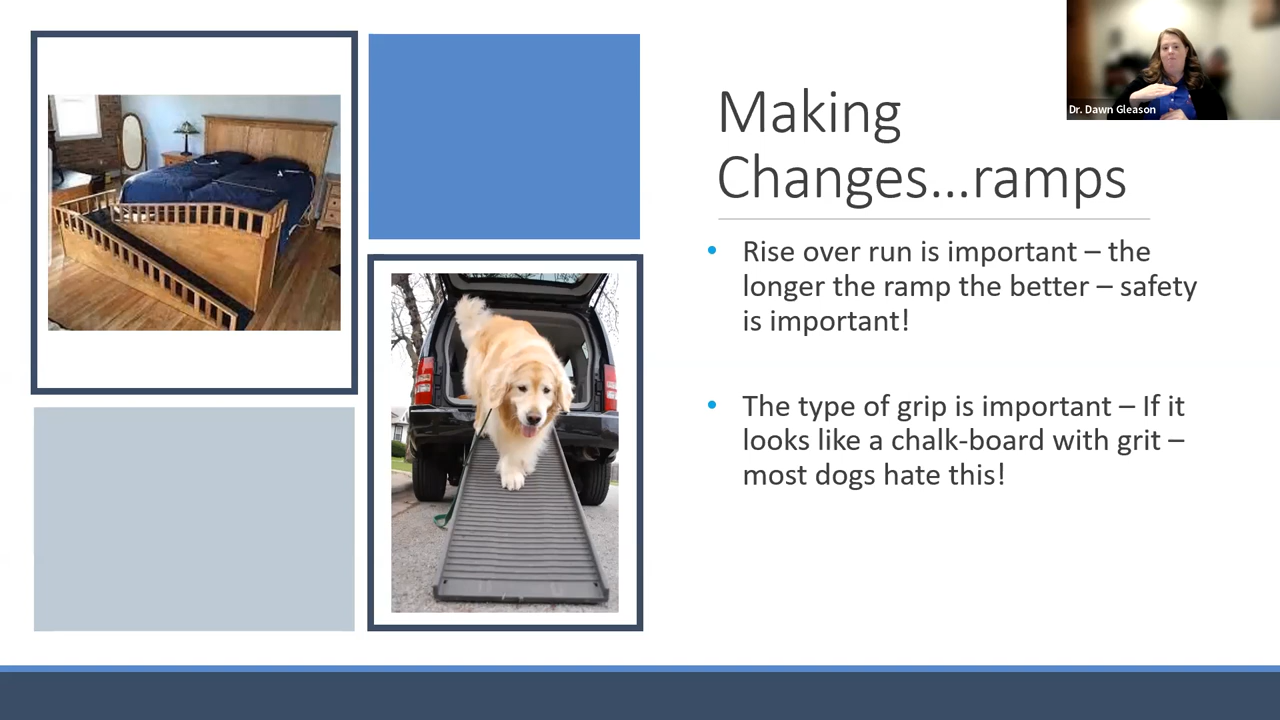 Making
Changes...ramps
Dr. Dawn Gleason
• Rise over run is important – the
longer the ramp the better – safety
is important!
• The type of grip is important – If it
looks like a chalk-board with grit –
most dogs hate this!